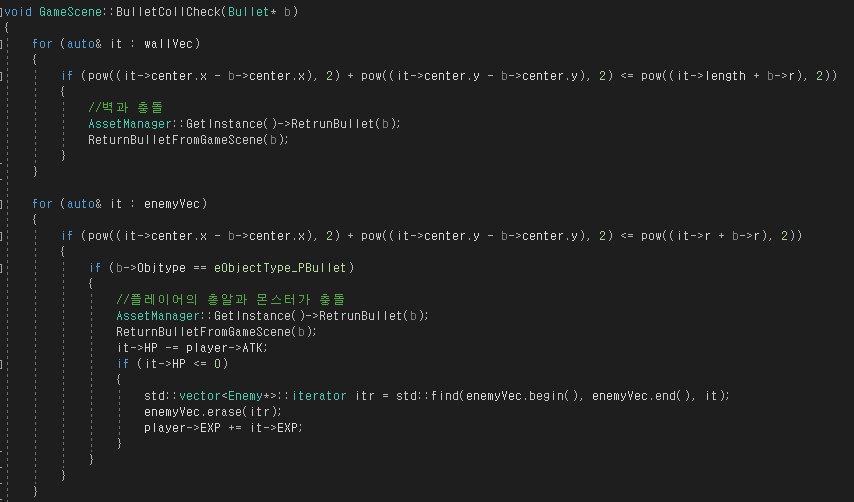 void GameScene::BulletCollCheck(Bullet* b)
{
for (auto& it : wallVec)
{
if (pow((it->center.x - b->center.x), 2) + pow((it->center.y - b->center.y), 2) <= pow((it->length + b->r), 2))
{
//벽과 충돌
AssetManager::GetInstance()->RetrunBullet(b);
ReturnBulletFromGameScene(b);
}
}
for (auto& it : enemyVec)
{
if (pow((it->center.x - b->center.x), 2) + pow((it->center.y - b->center.y), 2) <= pow((it->r + b->r), 2))
{
if (b->Objtype == eObjectType_PBullet)
{
//플레이어의 총알과 몬스터가 충돌
AssetManager::GetInstance()->RetrunBullet(b);
ReturnBulletFromGameScene(b);
it->HP -= player->ATK;
if (it->HP <= 0)
{
std::vector<Enemy*>::iterator itr = std::find(enemyVec.begin(), enemyVec.end(), it);
enemyVec.erase(itr);
player->EXP += it->EXP;
}
}
}
}